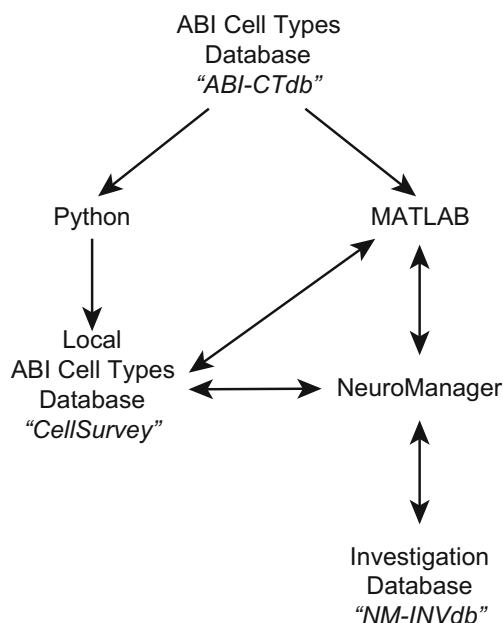 ABI Cell Types
Database
“ABI-CTdb”
Python
MATLAB
Local
ABI Cell Types
Database
“CellSurvey”
NeuroManager
Investigation
Database
“NM-INVdb”